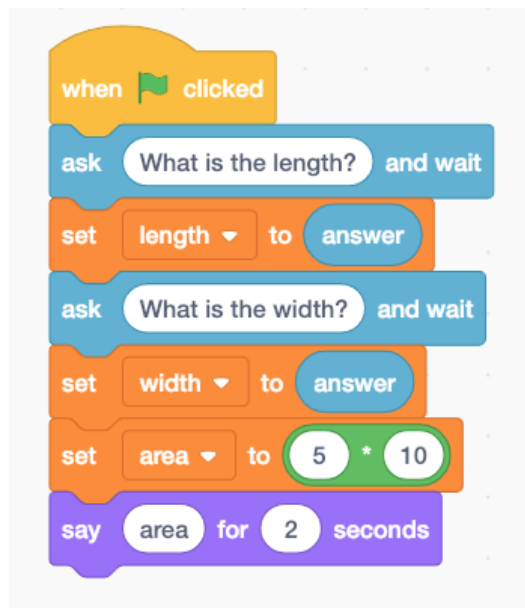 when clicked
ask What is the length? and wait
set length to answer
ask What is the width? and wait
set width to answer
set area to 5 * 10
say area for 2 seconds